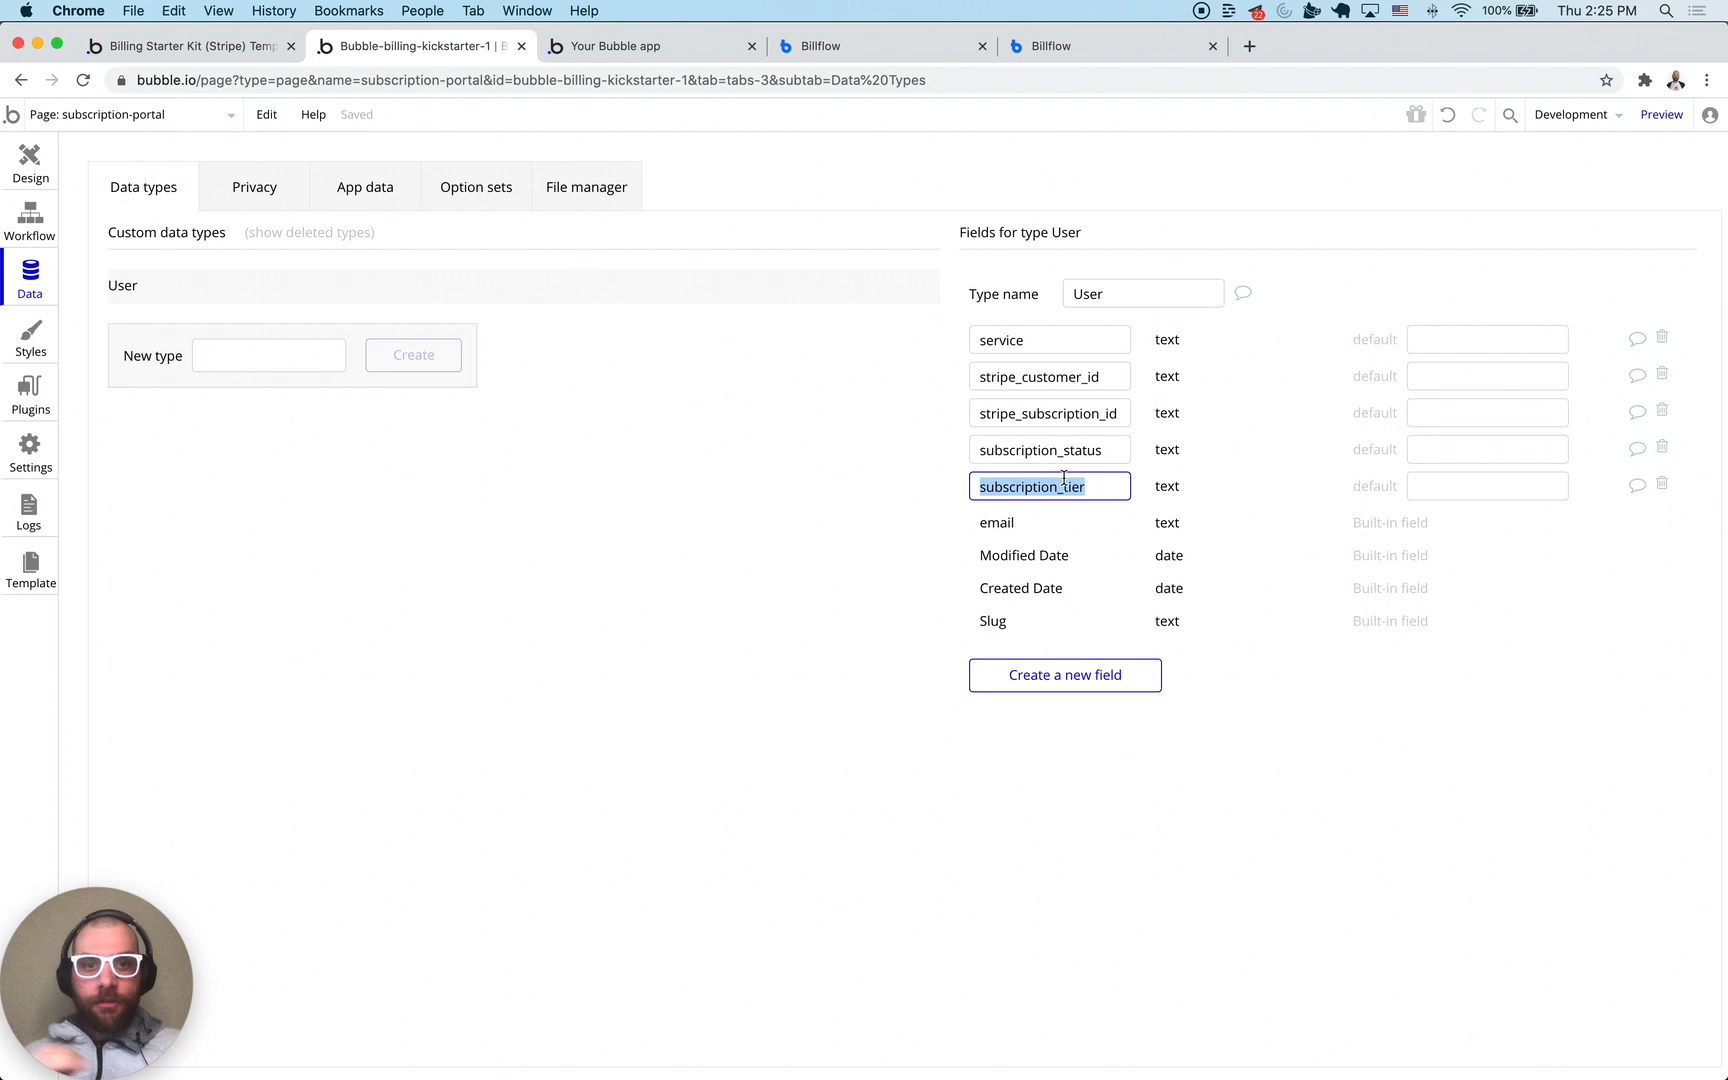 Chrome File Edit View History Bookmarks People Tab Window Help 22 100% Thu 2:25 PM
Billing Starter Kit (Stripe) Temp
Bubble-billing-kickstarter-1 | B
Your Bubble app
Billflow
Billflow
bubble.io/page?type=page&name=subscription-portal&id=bubble-billing-kickstarter-1&tab=tabs-3&subtab=Data%20Types
Page: subscription-portal Edit Help Saved Development Preview
Design
Workflow
Data
Styles
Plugins
Settings
Logs
Template
Data types Privacy App data Option sets File manager
Custom data types (show deleted types)
User
New type Create
Fields for type User
Type name User
service text default
stripe_customer_id text default
stripe_subscription_id text default
subscription_status text default
subscription_tier text default
email text Built-in field
Modified Date date Built-in field
Created Date date Built-in field
Slug text Built-in field
Create a new field